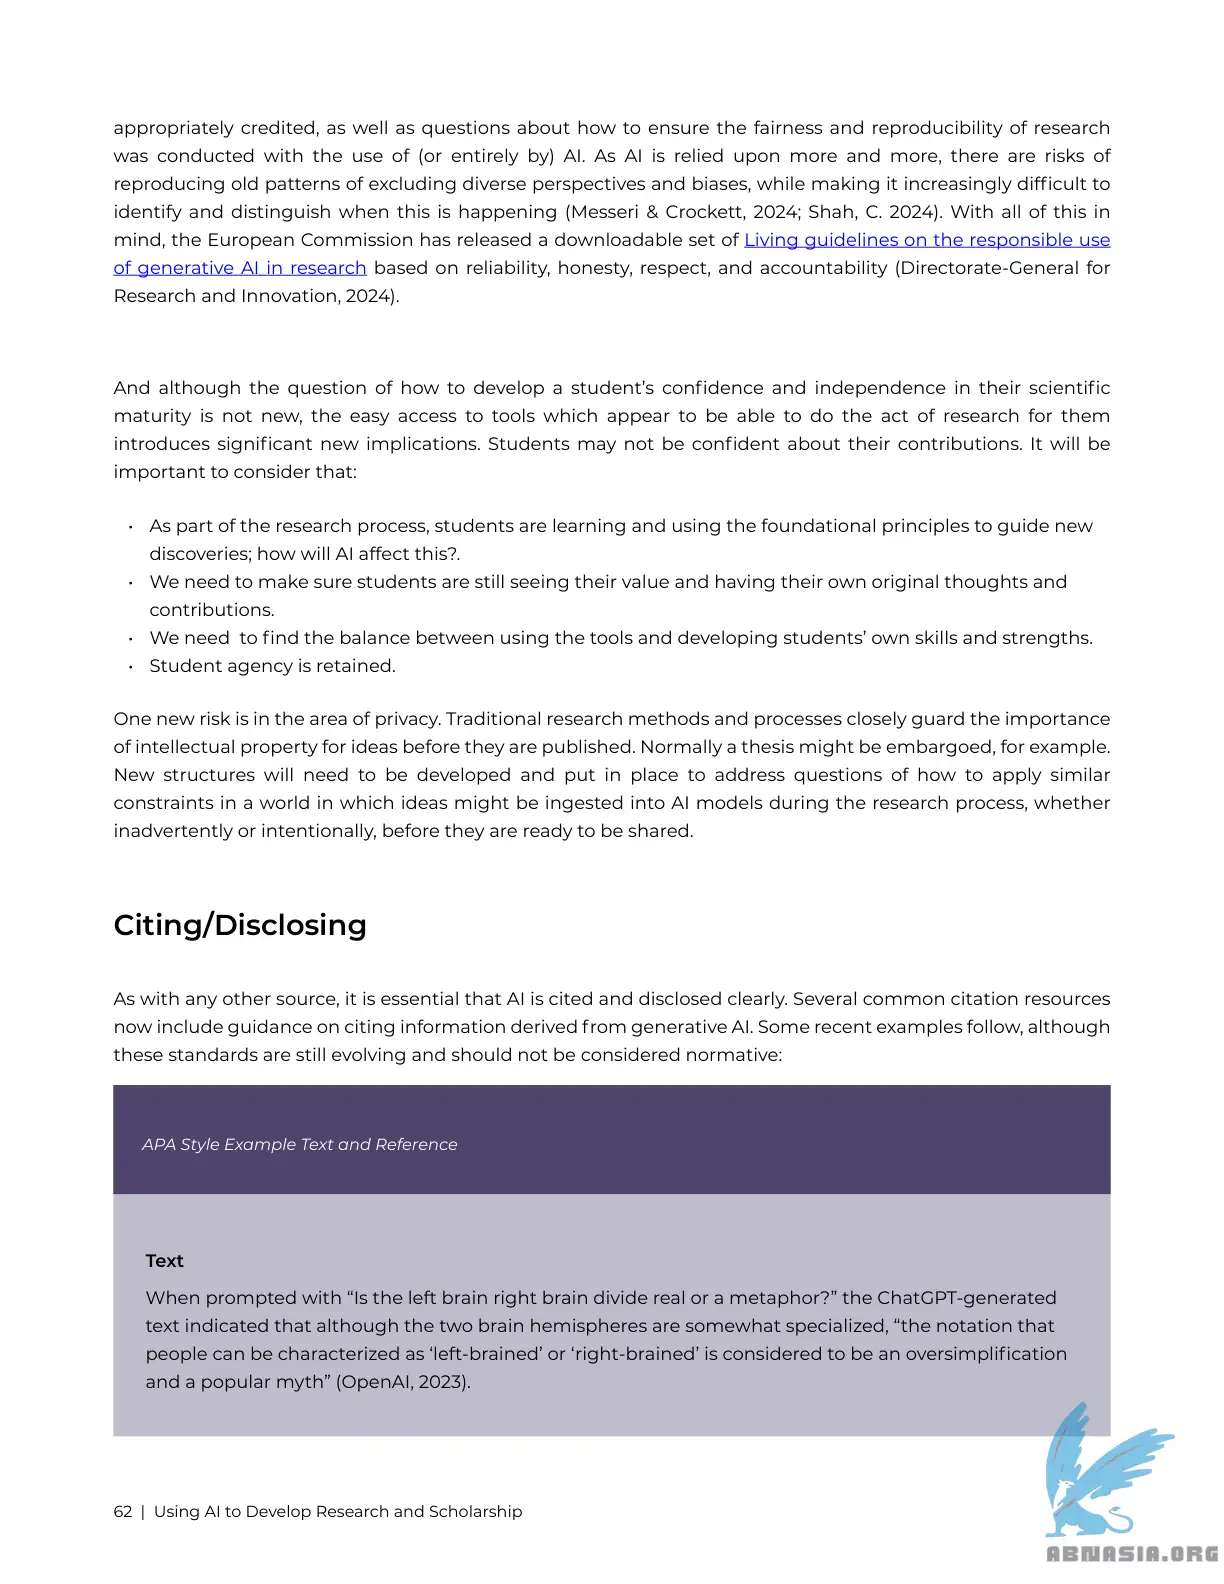 appropriately credited, as well as questions about how to ensure the fairness and reproducibility of research
was conducted with the use of (or entirely by) AI. As AI is relied upon more and more, there are risks of
reproducing old patterns of excluding diverse perspectives and biases, while making it increasingly difficult to
identify and distinguish when this is happening (Messeri & Crockett, 2024; Shah, C. 2024). With all of this in
mind, the European Commission has released a downloadable set of Living guidelines on the responsible use
of generative AI in research based on reliability, honesty, respect, and accountability (Directorate-General for
Research and Innovation, 2024).
And although the question of how to develop a student’s confidence and independence in their scientific
maturity is not new, the easy access to tools which appear to be able to do the act of research for them
introduces significant new implications. Students may not be confident about their contributions. It will be
important to consider that:
• As part of the research process, students are learning and using the foundational principles to guide new
discoveries; how will AI affect this?.
• We need to make sure students are still seeing their value and having their own original thoughts and
contributions.
• We need  to find the balance between using the tools and developing students’ own skills and strengths.
• Student agency is retained.
One new risk is in the area of privacy. Traditional research methods and processes closely guard the importance
of intellectual property for ideas before they are published. Normally a thesis might be embargoed, for example.
New structures will need to be developed and put in place to address questions of how to apply similar
constraints in a world in which ideas might be ingested into AI models during the research process, whether
inadvertently or intentionally, before they are ready to be shared.
Citing/Disclosing
As with any other source, it is essential that AI is cited and disclosed clearly. Several common citation resources
now include guidance on citing information derived from generative AI. Some recent examples follow, although
these standards are still evolving and should not be considered normative:
APA Style Example Text and Reference
Text
When prompted with “Is the left brain right brain divide real or a metaphor?” the ChatGPT-generated
text indicated that although the two brain hemispheres are somewhat specialized, “the notation that
people can be characterized as ‘left-brained’ or ‘right-brained’ is considered to be an oversimplification
and a popular myth” (OpenAI, 2023).
62 | Using AI to Develop Research and Scholarship
ABNASIA.ORG